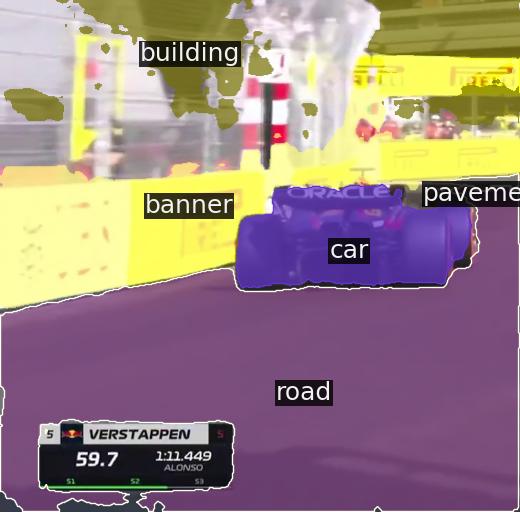 building
banner
ORACLE
paveme
car
road
5 VERSTAPPEN 5
59.7 1:11.449
ALONSO
S1 S2 S3